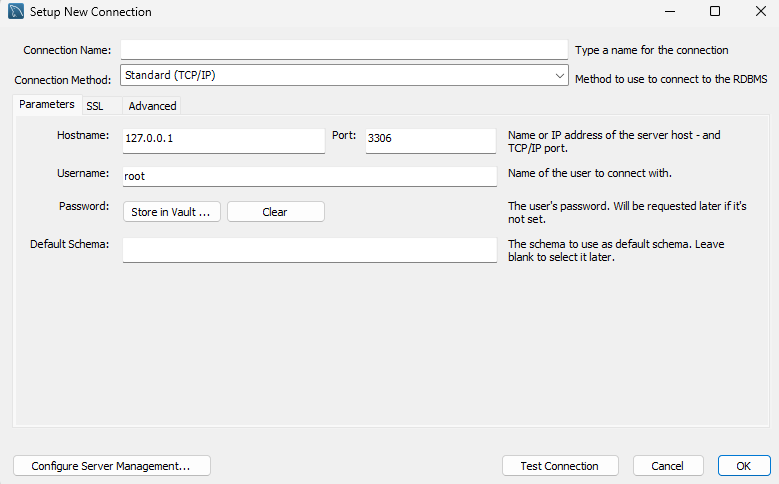 Setup New Connection
Connection Name: Type a name for the connection
Connection Method: Standard (TCP/IP) Method to use to connect to the RDBMS
Parameters SSL Advanced
Hostname: 127.0.0.1 Port: 3306 Name or IP address of the server host - and
TCP/IP port.
Username: root Name of the user to connect with.
Password: Store in Vault ... Clear The user's password. Will be requested later if it's
not set.
Default Schema: The schema to use as default schema. Leave
blank to select it later.
Configure Server Management... Test Connection Cancel OK